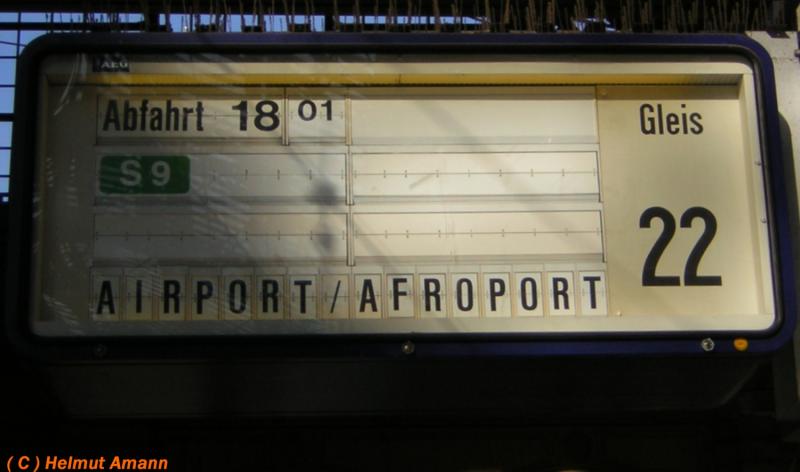 AEG
Abfahrt 18 01 Gleis
S 9
22
AIRPORT/AFROPORT
( C ) Helmut Amann